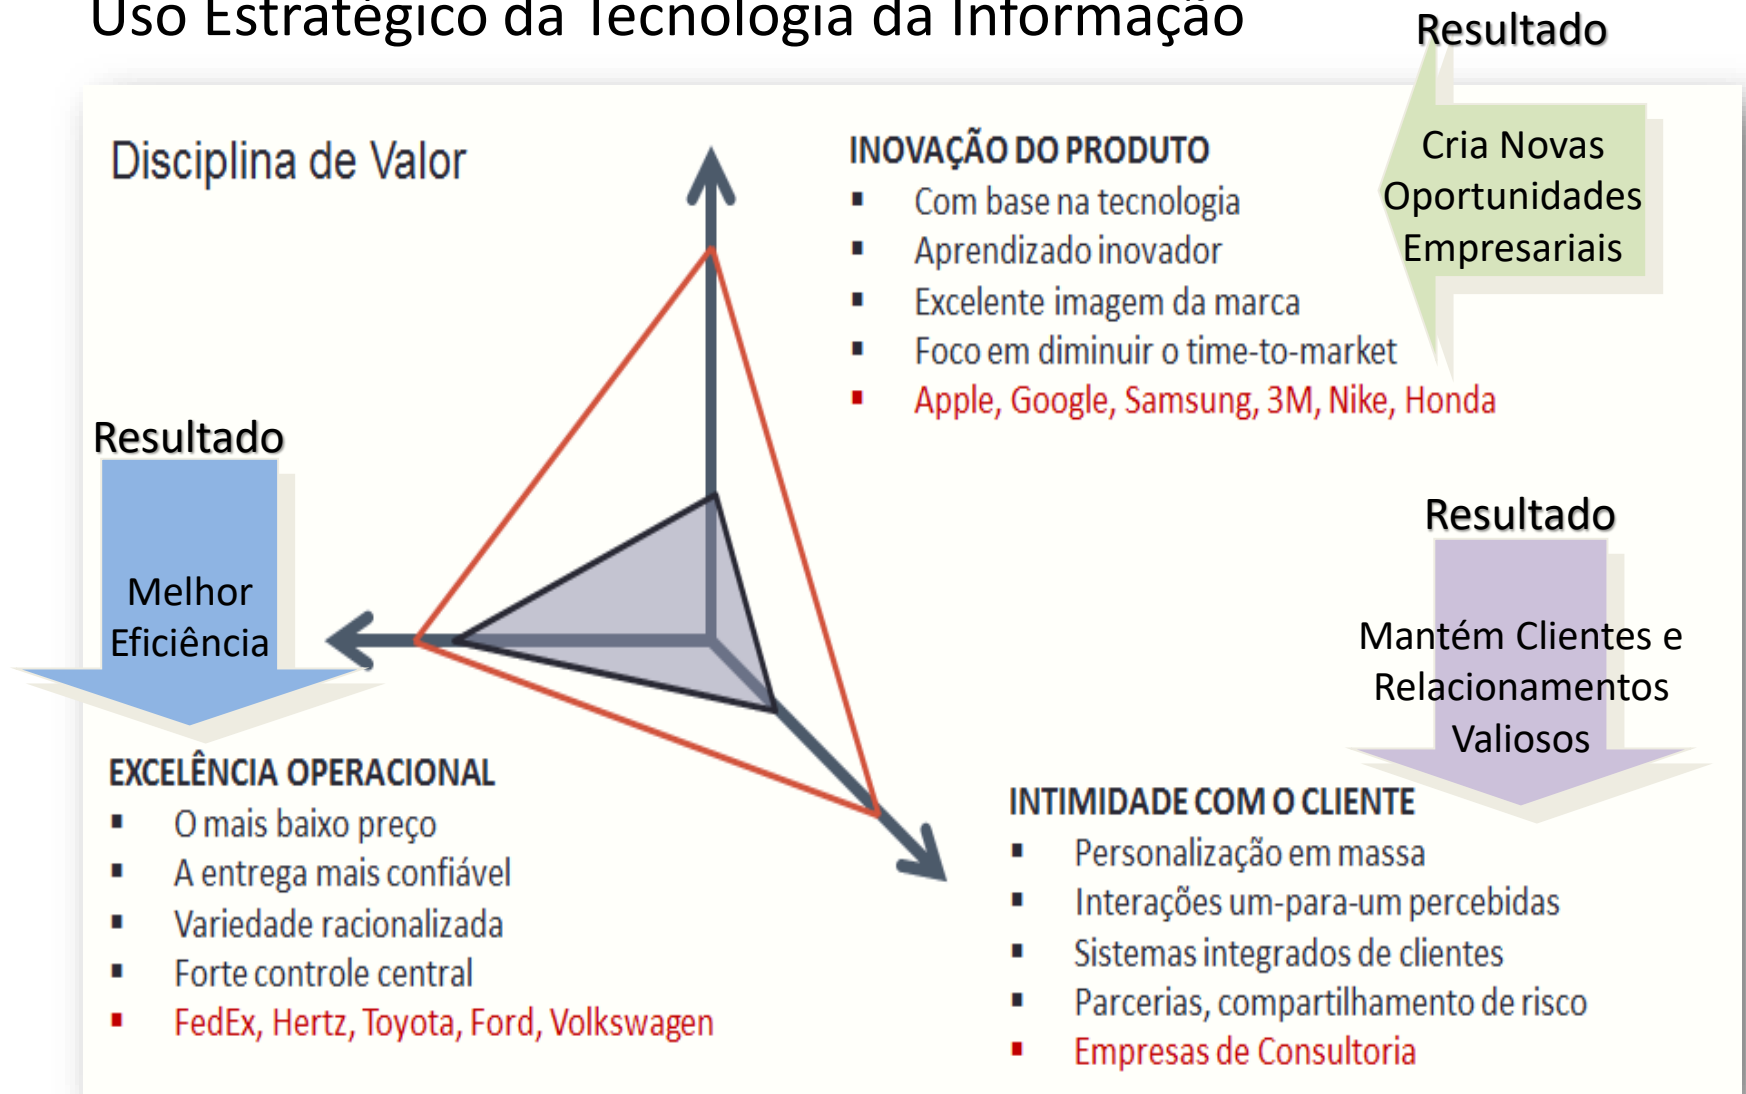 Uso Estratégico da Tecnologia da Informação
Resultado
Cria Novas
Oportunidades
Empresariais
Disciplina de Valor
INOVAÇÃO DO PRODUTO
▪ Com base na tecnologia
▪ Aprendizado inovador
▪ Excelente imagem da marca
▪ Foco em diminuir o time-to-market
▪ Apple, Google, Samsung, 3M, Nike, Honda
Resultado
Melhor
Eficiência
Resultado
Mantém Clientes e
Relacionamentos
Valiosos
EXCELÊNCIA OPERACIONAL
▪ O mais baixo preço
▪ A entrega mais confiável
▪ Variedade racionalizada
▪ Forte controle central
▪ FedEx, Hertz, Toyota, Ford, Volkswagen
INTIMIDADE COM O CLIENTE
▪ Personalização em massa
▪ Interações um-para-um percebidas
▪ Sistemas integrados de clientes
▪ Parcerias, compartilhamento de risco
▪ Empresas de Consultoria